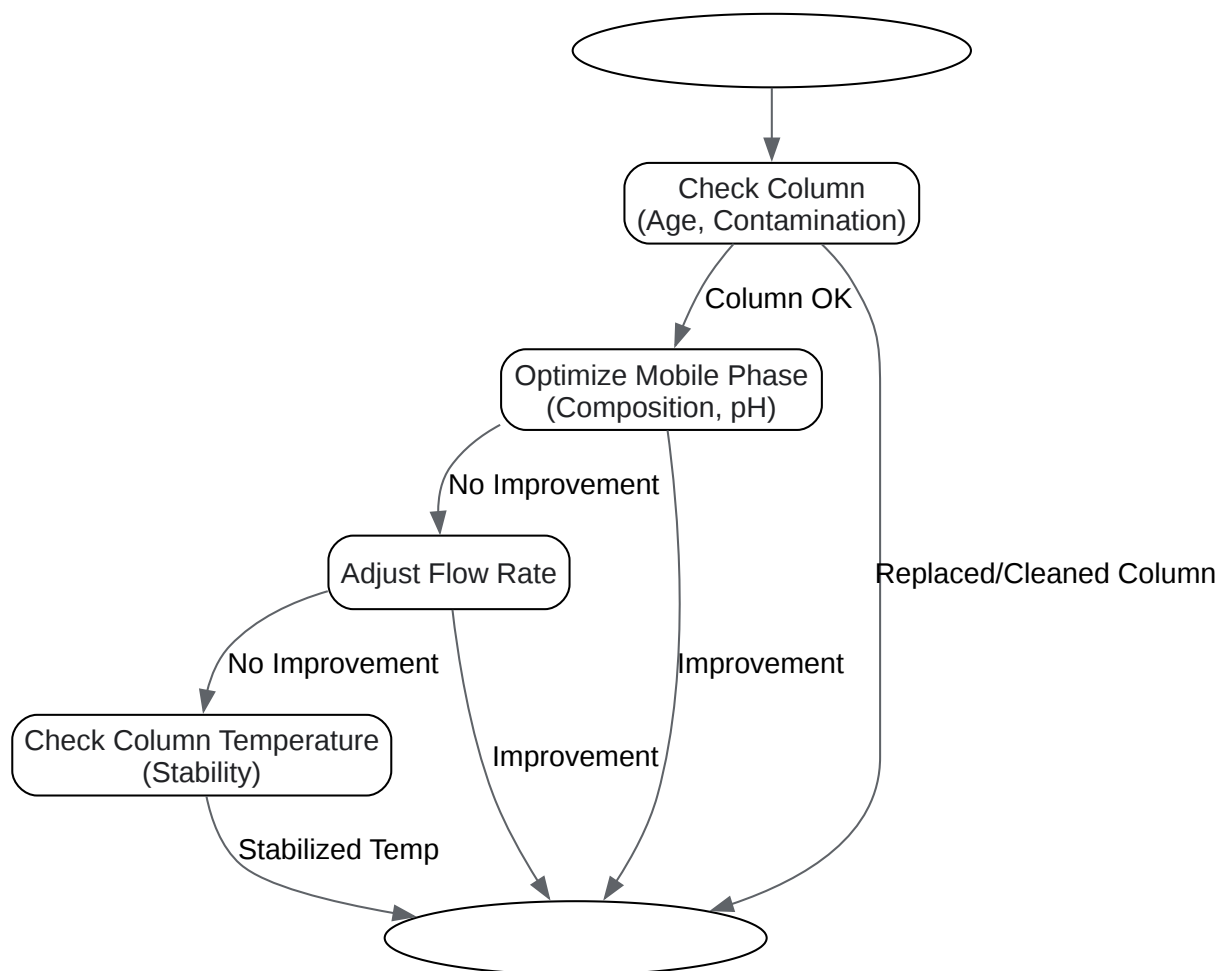 Check Column
(Age, Contamination)
Column OK
Optimize Mobile Phase
(Composition, pH)
No Improvement
Adjust Flow Rate
Replaced/Cleaned Column
No Improvement
Improvement
Check Column Temperature
(Stability)
Improvement
Stabilized Temp